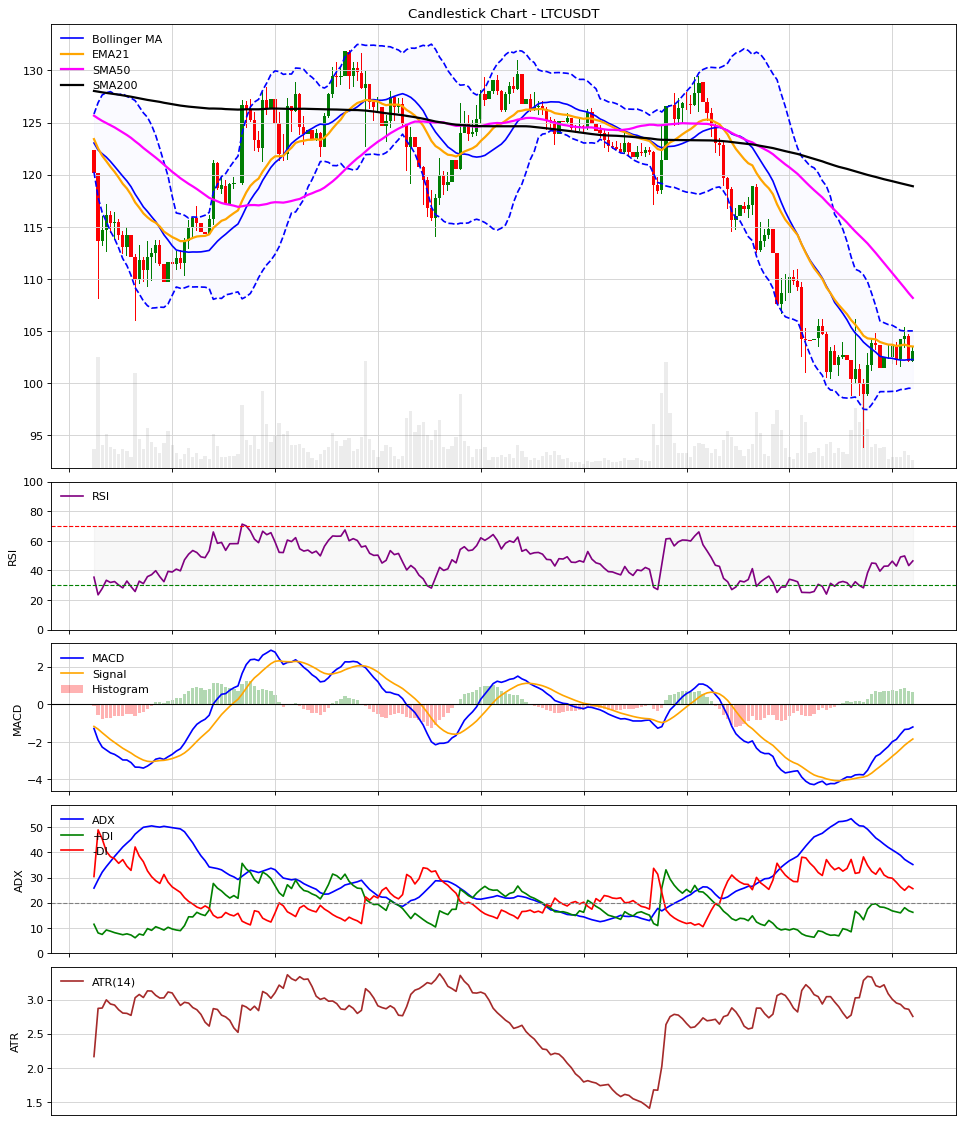 Candlestick Chart - LTCUSDT
Bollinger MA
EMA21
SMA50
SMA200
130
125
120
115
110
105
100
95
RSI
100
80
60
40
20
0
RSI
MACD
Signal
Histogram
2
0
−2
−4
MACD
ADX
+DI
-DI
50
40
30
20
10
0
ADX
ATR(14)
3.0
2.5
2.0
1.5
ATR